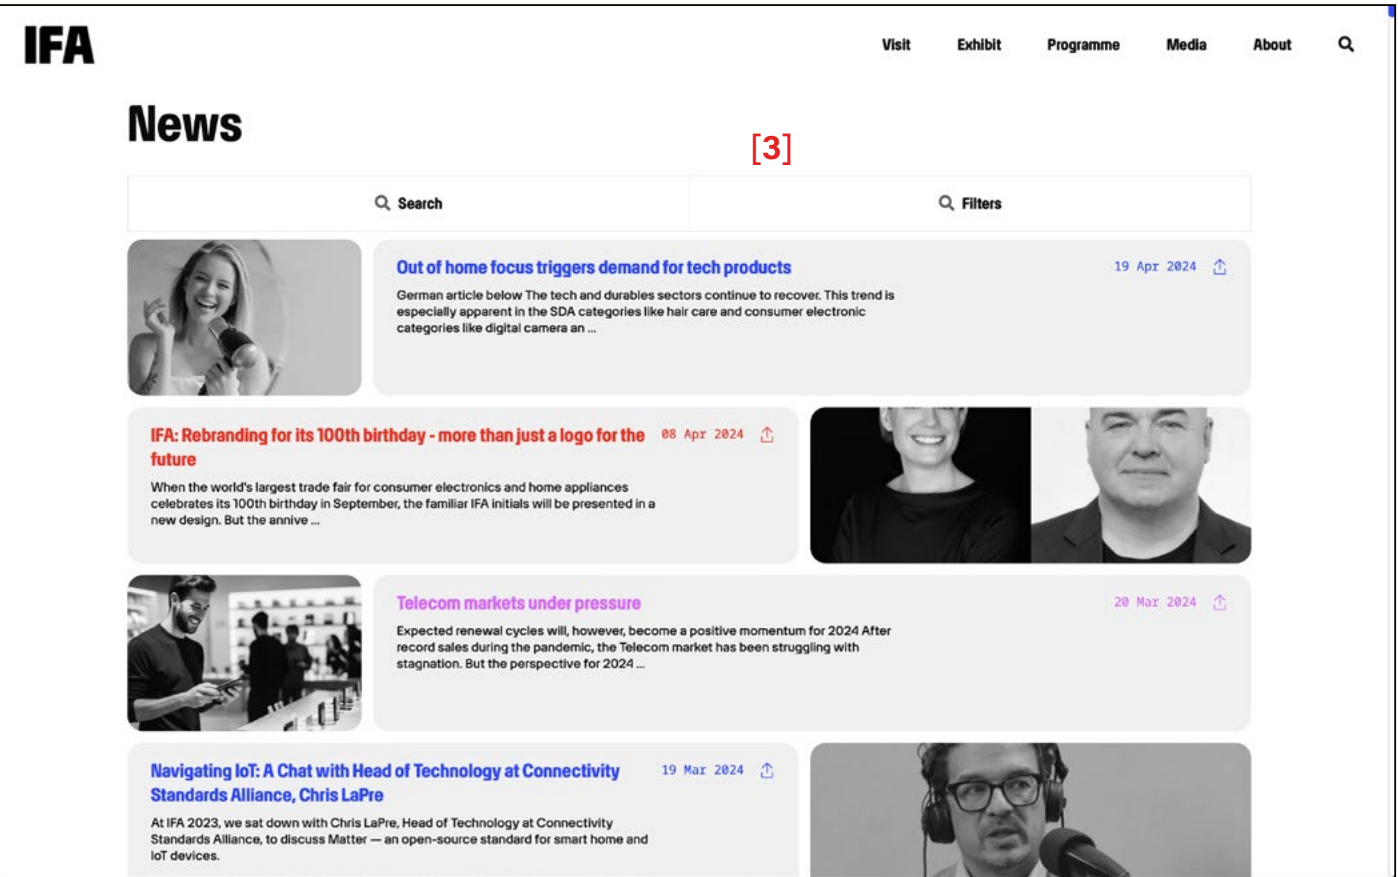 IFA
Visit
Exhibit
Programme
Media
About
News
[3]
Search
Filters
Out of home focus triggers demand for tech products
19 Apr 2024
German article below The tech and durables sectors continue to recover. This trend is
especially apparent in the SDA categories like hair care and consumer electronic
categories like digital camera an ...
IFA: Rebranding for its 100th birthday - more than just a logo for the
future
08 Apr 2024
When the world's largest trade fair for consumer electronics and home appliances
celebrates its 100th birthday in September, the familiar IFA initials will be presented in a
new design. But the annive ...
Telecom markets under pressure
20 Mar 2024
Expected renewal cycles will, however, become a positive momentum for 2024 After
record sales during the pandemic, the Telecom market has been struggling with
stagnation. But the perspective for 2024 ...
Navigating IoT: A Chat with Head of Technology at Connectivity
Standards Alliance, Chris LaPre
19 Mar 2024
At IFA 2023, we sat down with Chris LaPre, Head of Technology at Connectivity
Standards Alliance, to discuss Matter — an open-source standard for smart home and
IoT devices.